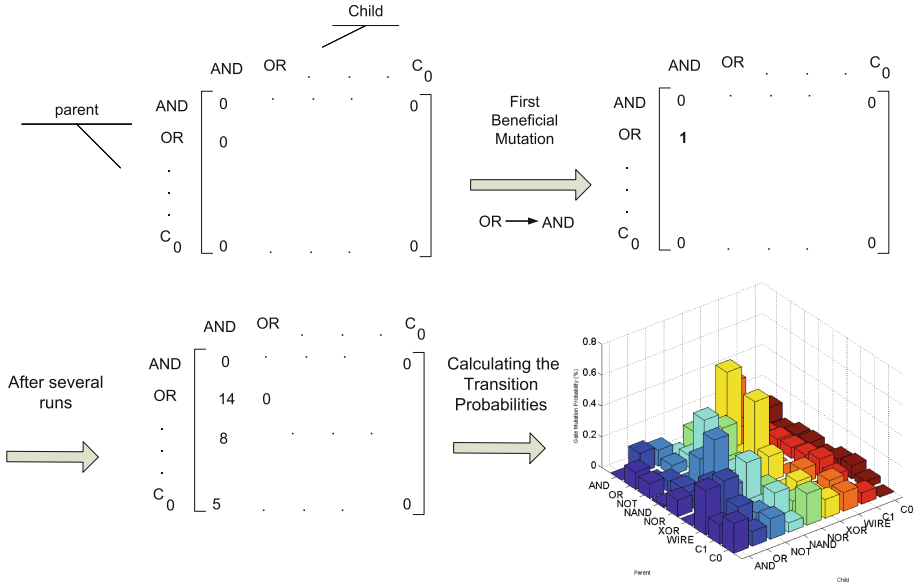 Child
AND OR . . . . C0
parent
AND 0 . . . 0
OR 0
.
.
.
C0 0 . . . 0
First
Beneficial
Mutation
OR → AND
AND OR . . . . C0
AND 0 . . . 0
OR 1
.
.
.
C0 0 . . . 0
After several
runs
AND OR . . . . C0
AND 0 . . . 0
OR 14 0
. 8 . . .
.
.
C0 5 . . . 0
Calculating the
Transition
Probabilities
Gate Mutation Probability (%)
0.8
0.6
0.4
0.2
0
AND
OR
NOT
NAND
NOR
XOR
WIRE
C1
C0
Parent
AND
OR
NOT
NAND
NOR
XOR
WIRE
C1
C0
Child